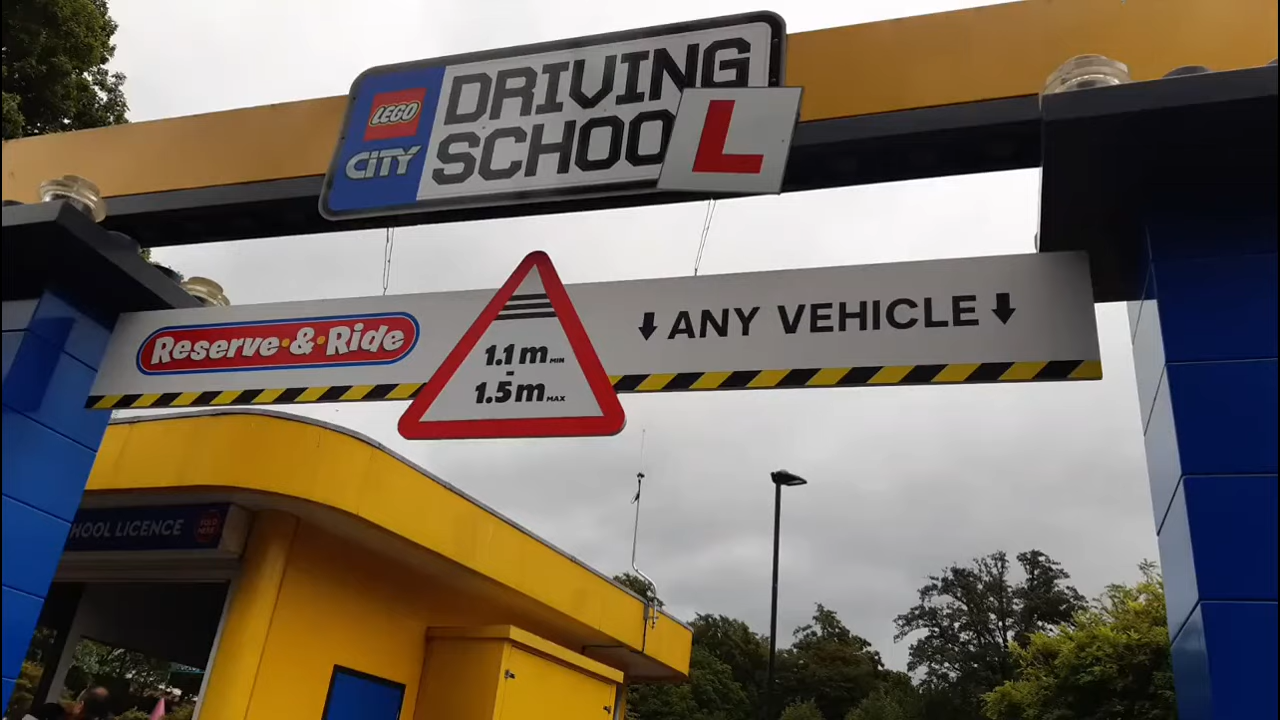 LEGO
CITY
DRIVING
SCHOOL
Reserve & Ride
1.1m MIN
-
1.5m MAX
↓ ANY VEHICLE ↓
HOOL LICENCE